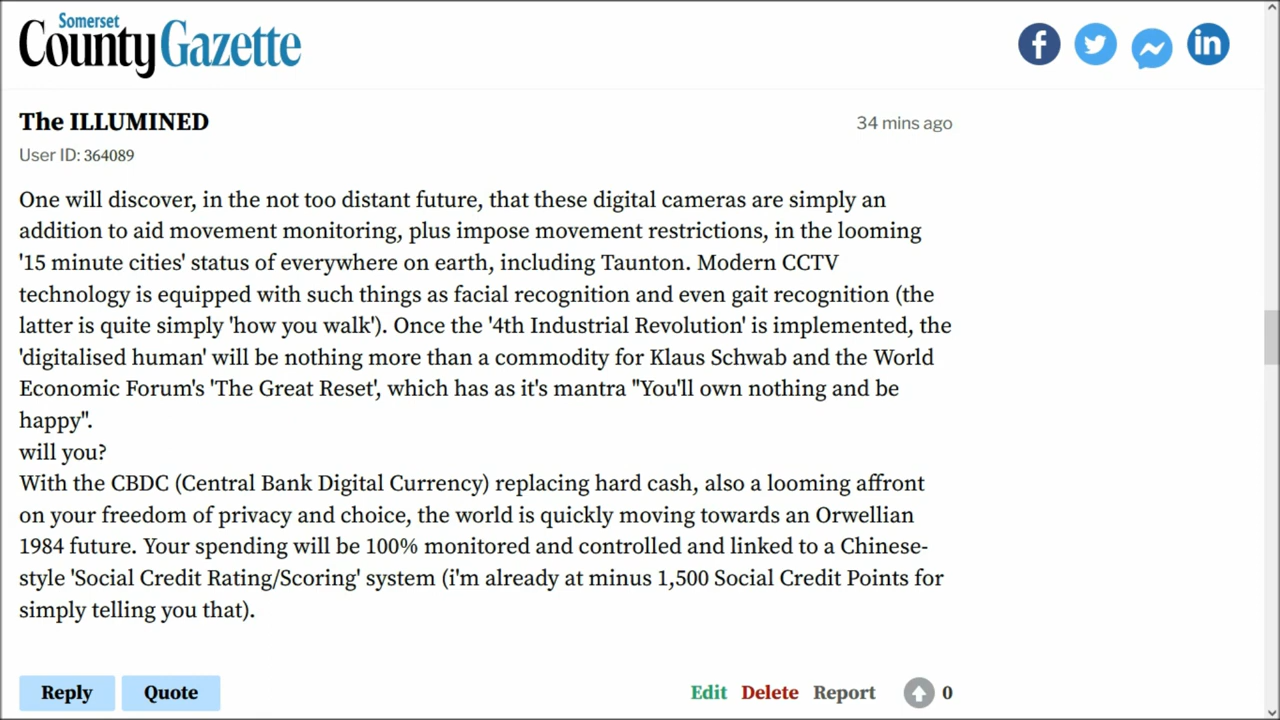 Somerset
County Gazette
The ILLUMINED
34 mins ago
User ID: 364089
One will discover, in the not too distant future, that these digital cameras are simply an
addition to aid movement monitoring, plus impose movement restrictions, in the looming
'15 minute cities' status of everywhere on earth, including Taunton. Modern CCTV
technology is equipped with such things as facial recognition and even gait recognition (the
latter is quite simply 'how you walk'). Once the '4th Industrial Revolution' is implemented, the
'digitalised human' will be nothing more than a commodity for Klaus Schwab and the World
Economic Forum's 'The Great Reset', which has as it's mantra "You'll own nothing and be
happy".
will you?
With the CBDC (Central Bank Digital Currency) replacing hard cash, also a looming affront
on your freedom of privacy and choice, the world is quickly moving towards an Orwellian
1984 future. Your spending will be 100% monitored and controlled and linked to a Chinese-
style 'Social Credit Rating/Scoring' system (i'm already at minus 1,500 Social Credit Points for
simply telling you that).
Reply Quote Edit Delete Report 0